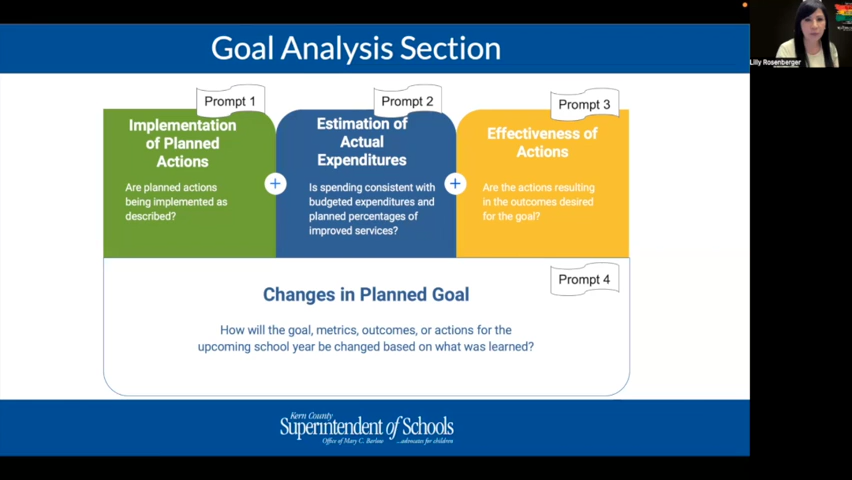 Goal Analysis Section
Prompt 1
Implementation
of Planned
Actions
Are planned actions
being implemented as
described?
Prompt 2
Estimation of
Actual
Expenditures
Is spending consistent with
budgeted expenditures and
planned percentages of
improved services?
Prompt 3
Effectiveness of
Actions
Are the actions resulting
in the outcomes desired
for the goal?
Prompt 4
Changes in Planned Goal
How will the goal, metrics, outcomes, or actions for the
upcoming school year be changed based on what was learned?
Kern County
Superintendent of Schools
Office of Mary C. Barlow ...advocates for children
Lilly Rosenberger